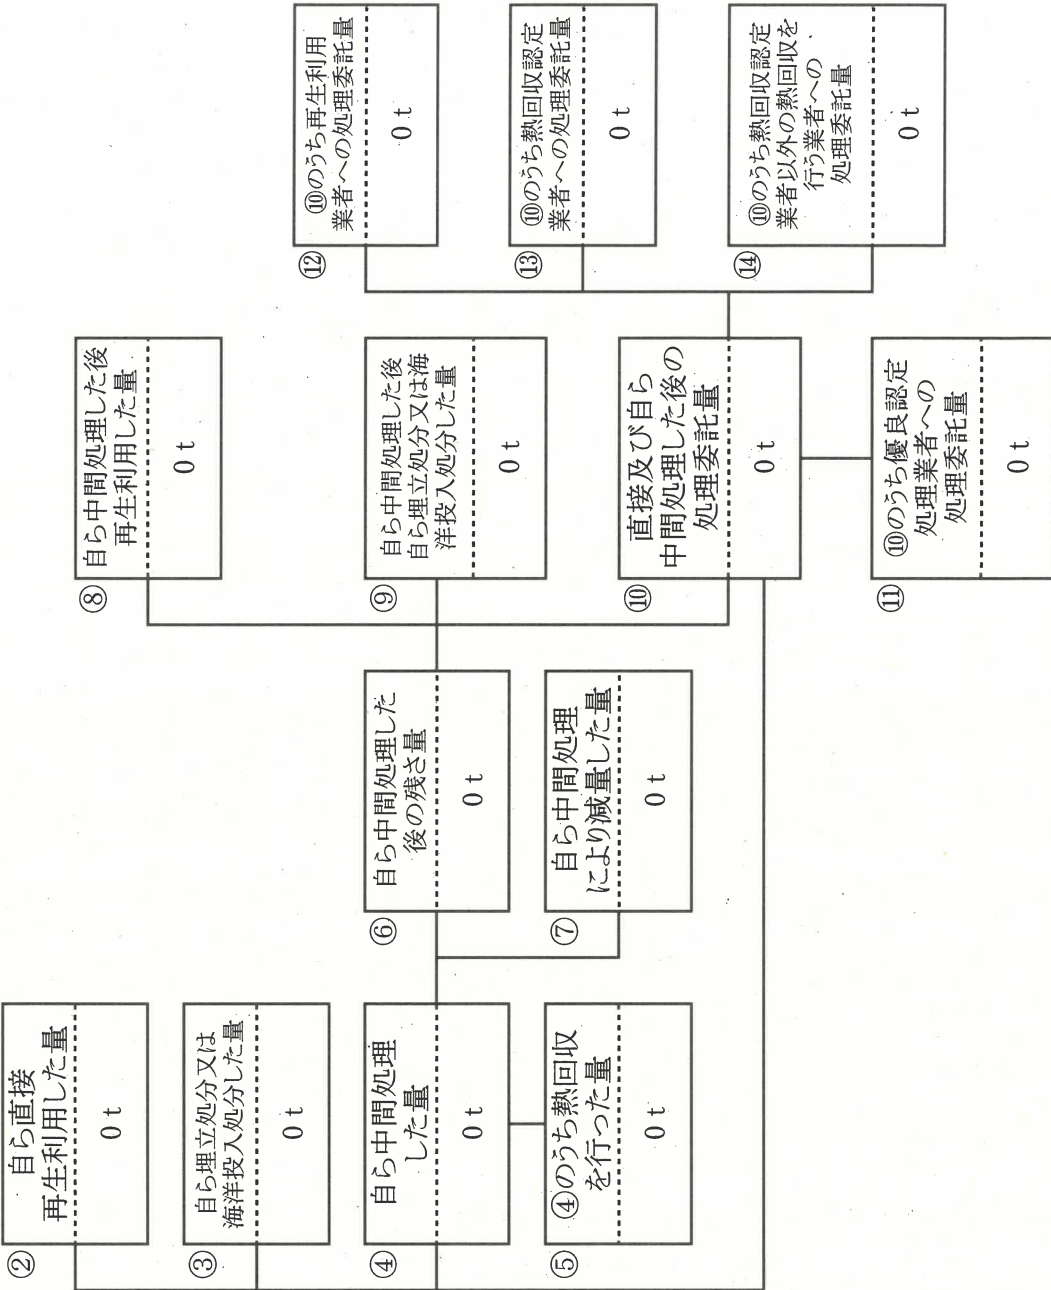 ②
自ら直接
再生利用した量
0 t
③
自ら埋立処分又は
海洋投入処分した量
0 t
④
自ら中間処理
した量
0 t
⑤
④のうち熱回収
を行った量
0 t
⑥
自ら中間処理した
後の残さ量
0 t
⑦
自ら中間処理
により減量した量
0 t
⑧
自ら中間処理した後
再生利用した量
0 t
⑨
自ら中間処理した後
自ら埋立処分又は海
洋投入処分した量
0 t
⑩
直接及び自ら
中間処理した後の
処理委託量
0 t
⑪
⑩のうち優良認定
処理業者への
処理委託量
0 t
⑫
⑩のうち再生利用
業者への処理委託量
0 t
⑬
⑩のうち熱回収認定
業者への処理委託量
0 t
⑭
⑩のうち熱回収認定
業者以外の熱回収を
行う業者への
処理委託量
0 t